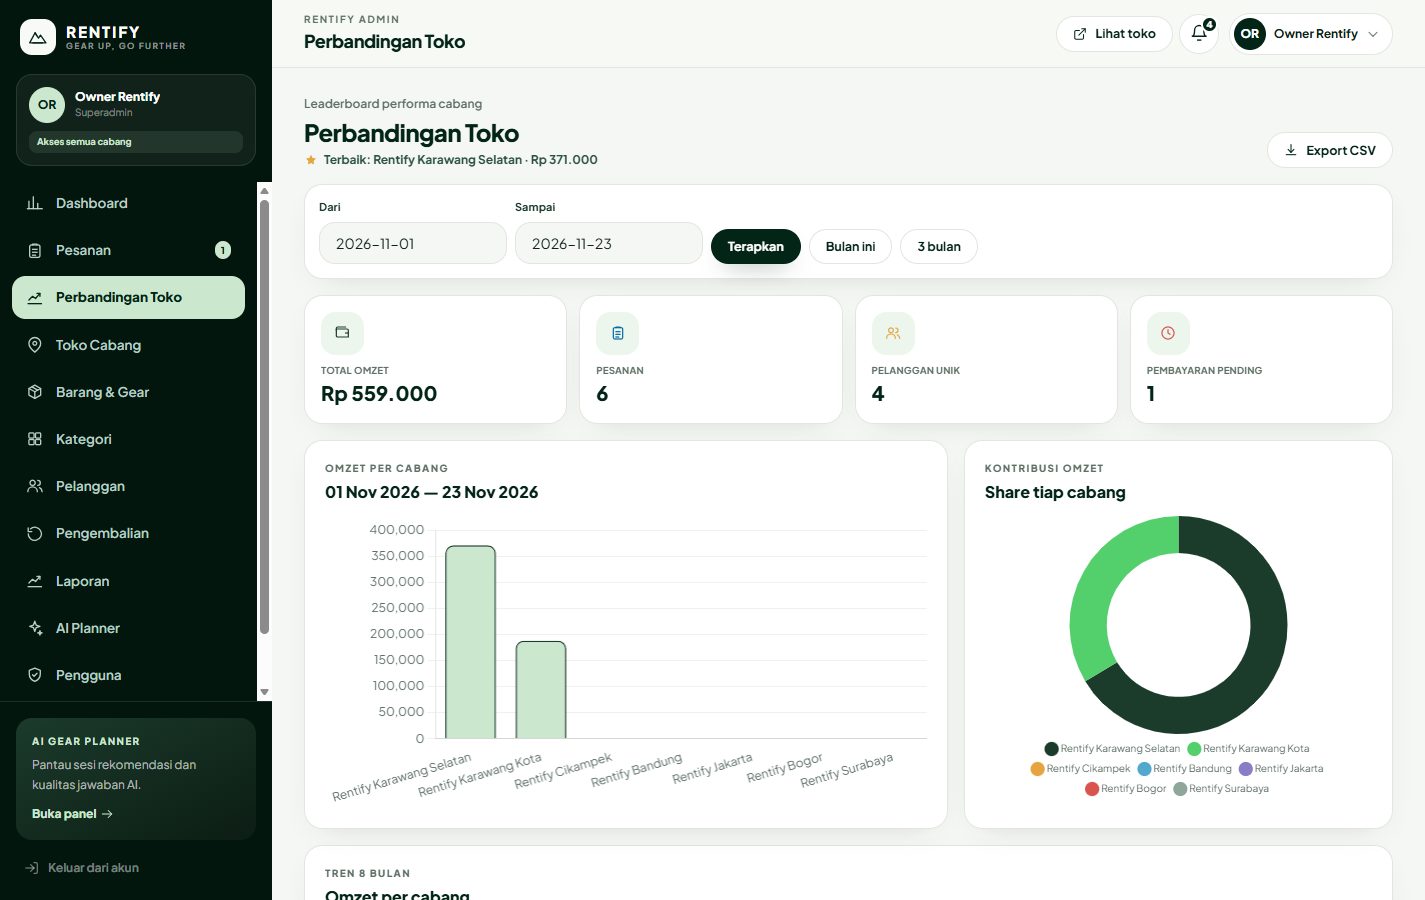 RENTIFY
GEAR UP, GO FURTHER
OR
Owner Rentify
Superadmin
Akses semua cabang
Dashboard
Pesanan
1
Perbandingan Toko
Toko Cabang
Barang & Gear
Kategori
Pelanggan
Pengembalian
Laporan
AI Planner
Pengguna
AI GEAR PLANNER
Pantau sesi rekomendasi dan
kualitas jawaban AI.
Buka panel →
Keluar dari akun
RENTIFY ADMIN
Perbandingan Toko
Lihat toko
4
OR
Owner Rentify
Leaderboard performa cabang
Perbandingan Toko
Terbaik: Rentify Karawang Selatan · Rp 371.000
Export CSV
Dari
Sampai
2026-11-01
2026-11-23
Terapkan
Bulan ini
3 bulan
TOTAL OMZET
Rp 559.000
PESANAN
6
PELANGGAN UNIK
4
PEMBAYARAN PENDING
1
OMZET PER CABANG
01 Nov 2026 — 23 Nov 2026
400,000
350,000
300,000
250,000
200,000
150,000
100,000
50,000
0
Rentify Karawang Selatan
Rentify Karawang Kota
Rentify Cikampek
Rentify Bandung
Rentify Jakarta
Rentify Bogor
Rentify Surabaya
KONTRIBUSI OMZET
Share tiap cabang
Rentify Karawang Selatan Rentify Karawang Kota
Rentify Cikampek Rentify Bandung Rentify Jakarta
Rentify Bogor Rentify Surabaya
TREN 8 BULAN
Omzet per cabang